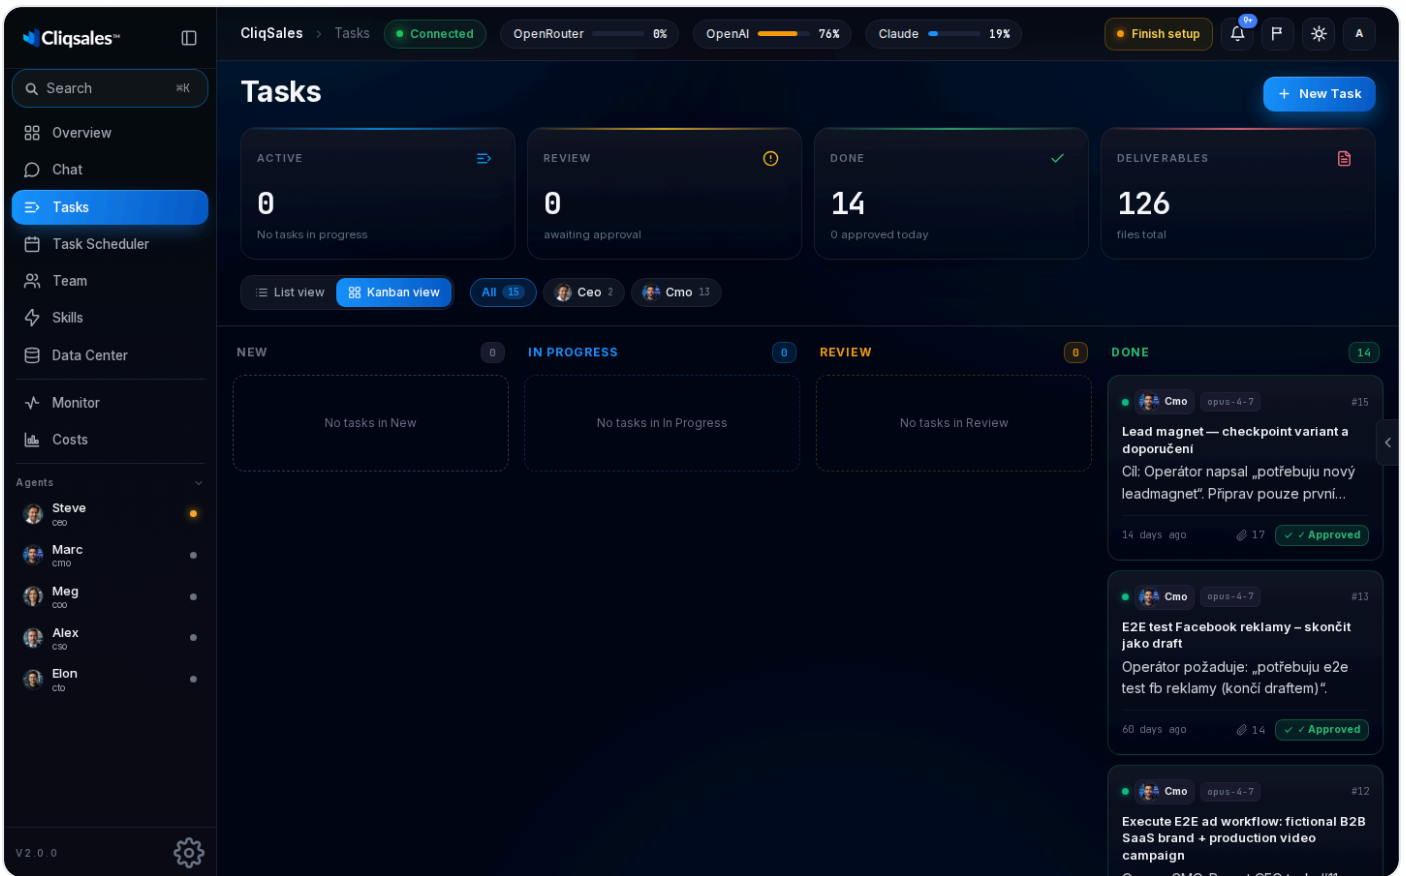 Cliqsales™
Search ⌘K
Overview
Chat
Tasks
Task Scheduler
Team
Skills
Data Center
Monitor
Costs
Agents
Steve
ceo
Marc
cmo
Meg
coo
Alex
cso
Elon
cto
V2.0.0
CliqSales > Tasks
Connected
OpenRouter 0%
OpenAI 76%
Claude 19%
Finish setup
9+
A
Tasks
+ New Task
ACTIVE
0
No tasks in progress
REVIEW
0
awaiting approval
DONE
14
0 approved today
DELIVERABLES
126
files total
List view
Kanban view
All 15
Ceo 2
Cmo 13
NEW 0
No tasks in New
IN PROGRESS 0
No tasks in In Progress
REVIEW 0
No tasks in Review
DONE 14
Cmo opus-4-7 #15
Lead magnet — checkpoint variant a
doporučení
Cíl: Operátor napsal „potřebuju nový
leadmagnet“. Připrav pouze první…
14 days ago 17 ✓ ✓ Approved
Cmo opus-4-7 #13
E2E test Facebook reklamy – skončit
jako draft
Operátor požaduje: „potřebuju e2e
test fb reklamy (končí draftem)“.
60 days ago 14 ✓ ✓ Approved
Cmo opus-4-7 #12
Execute E2E ad workflow: fictional B2B
SaaS brand + production video
campaign